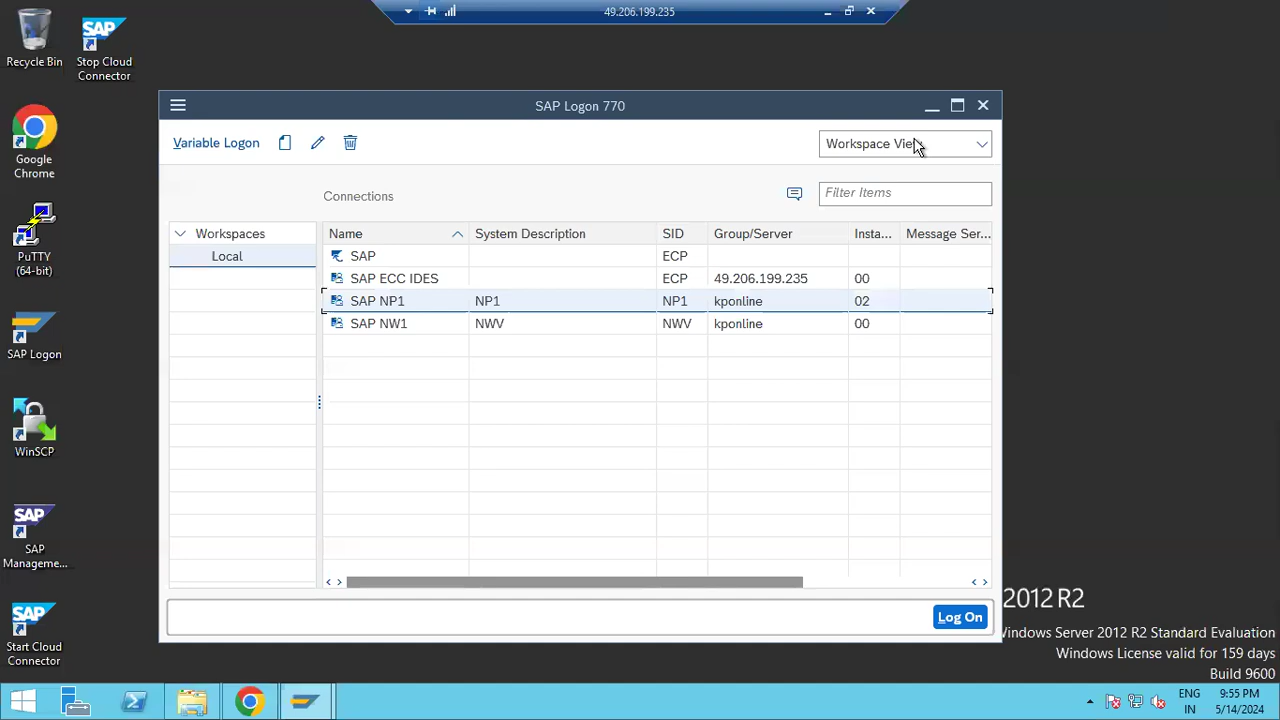 49.206.199.235
Recycle Bin
SAP
Stop Cloud
Connector
Google
Chrome
PuTTY
(64-bit)
SAP Logon
WinSCP
SAP
SAP
Manageme...
SAP
Start Cloud
Connector
SAP Logon 770
Variable Logon
Connections
Filter Items
Workspaces
Local
Name System Description SID Group/Server Insta... Message Ser...
SAP ECP
SAP ECC IDES ECP 49.206.199.235 00
SAP NP1 NP1 NP1 kponline 02
SAP NW1 NWV NWV kponline 00
Log On
2012 R2
Windows Server 2012 R2 Standard Evaluation
Windows License valid for 159 days
Build 9600
ENG
IN
9:55 PM
5/14/2024